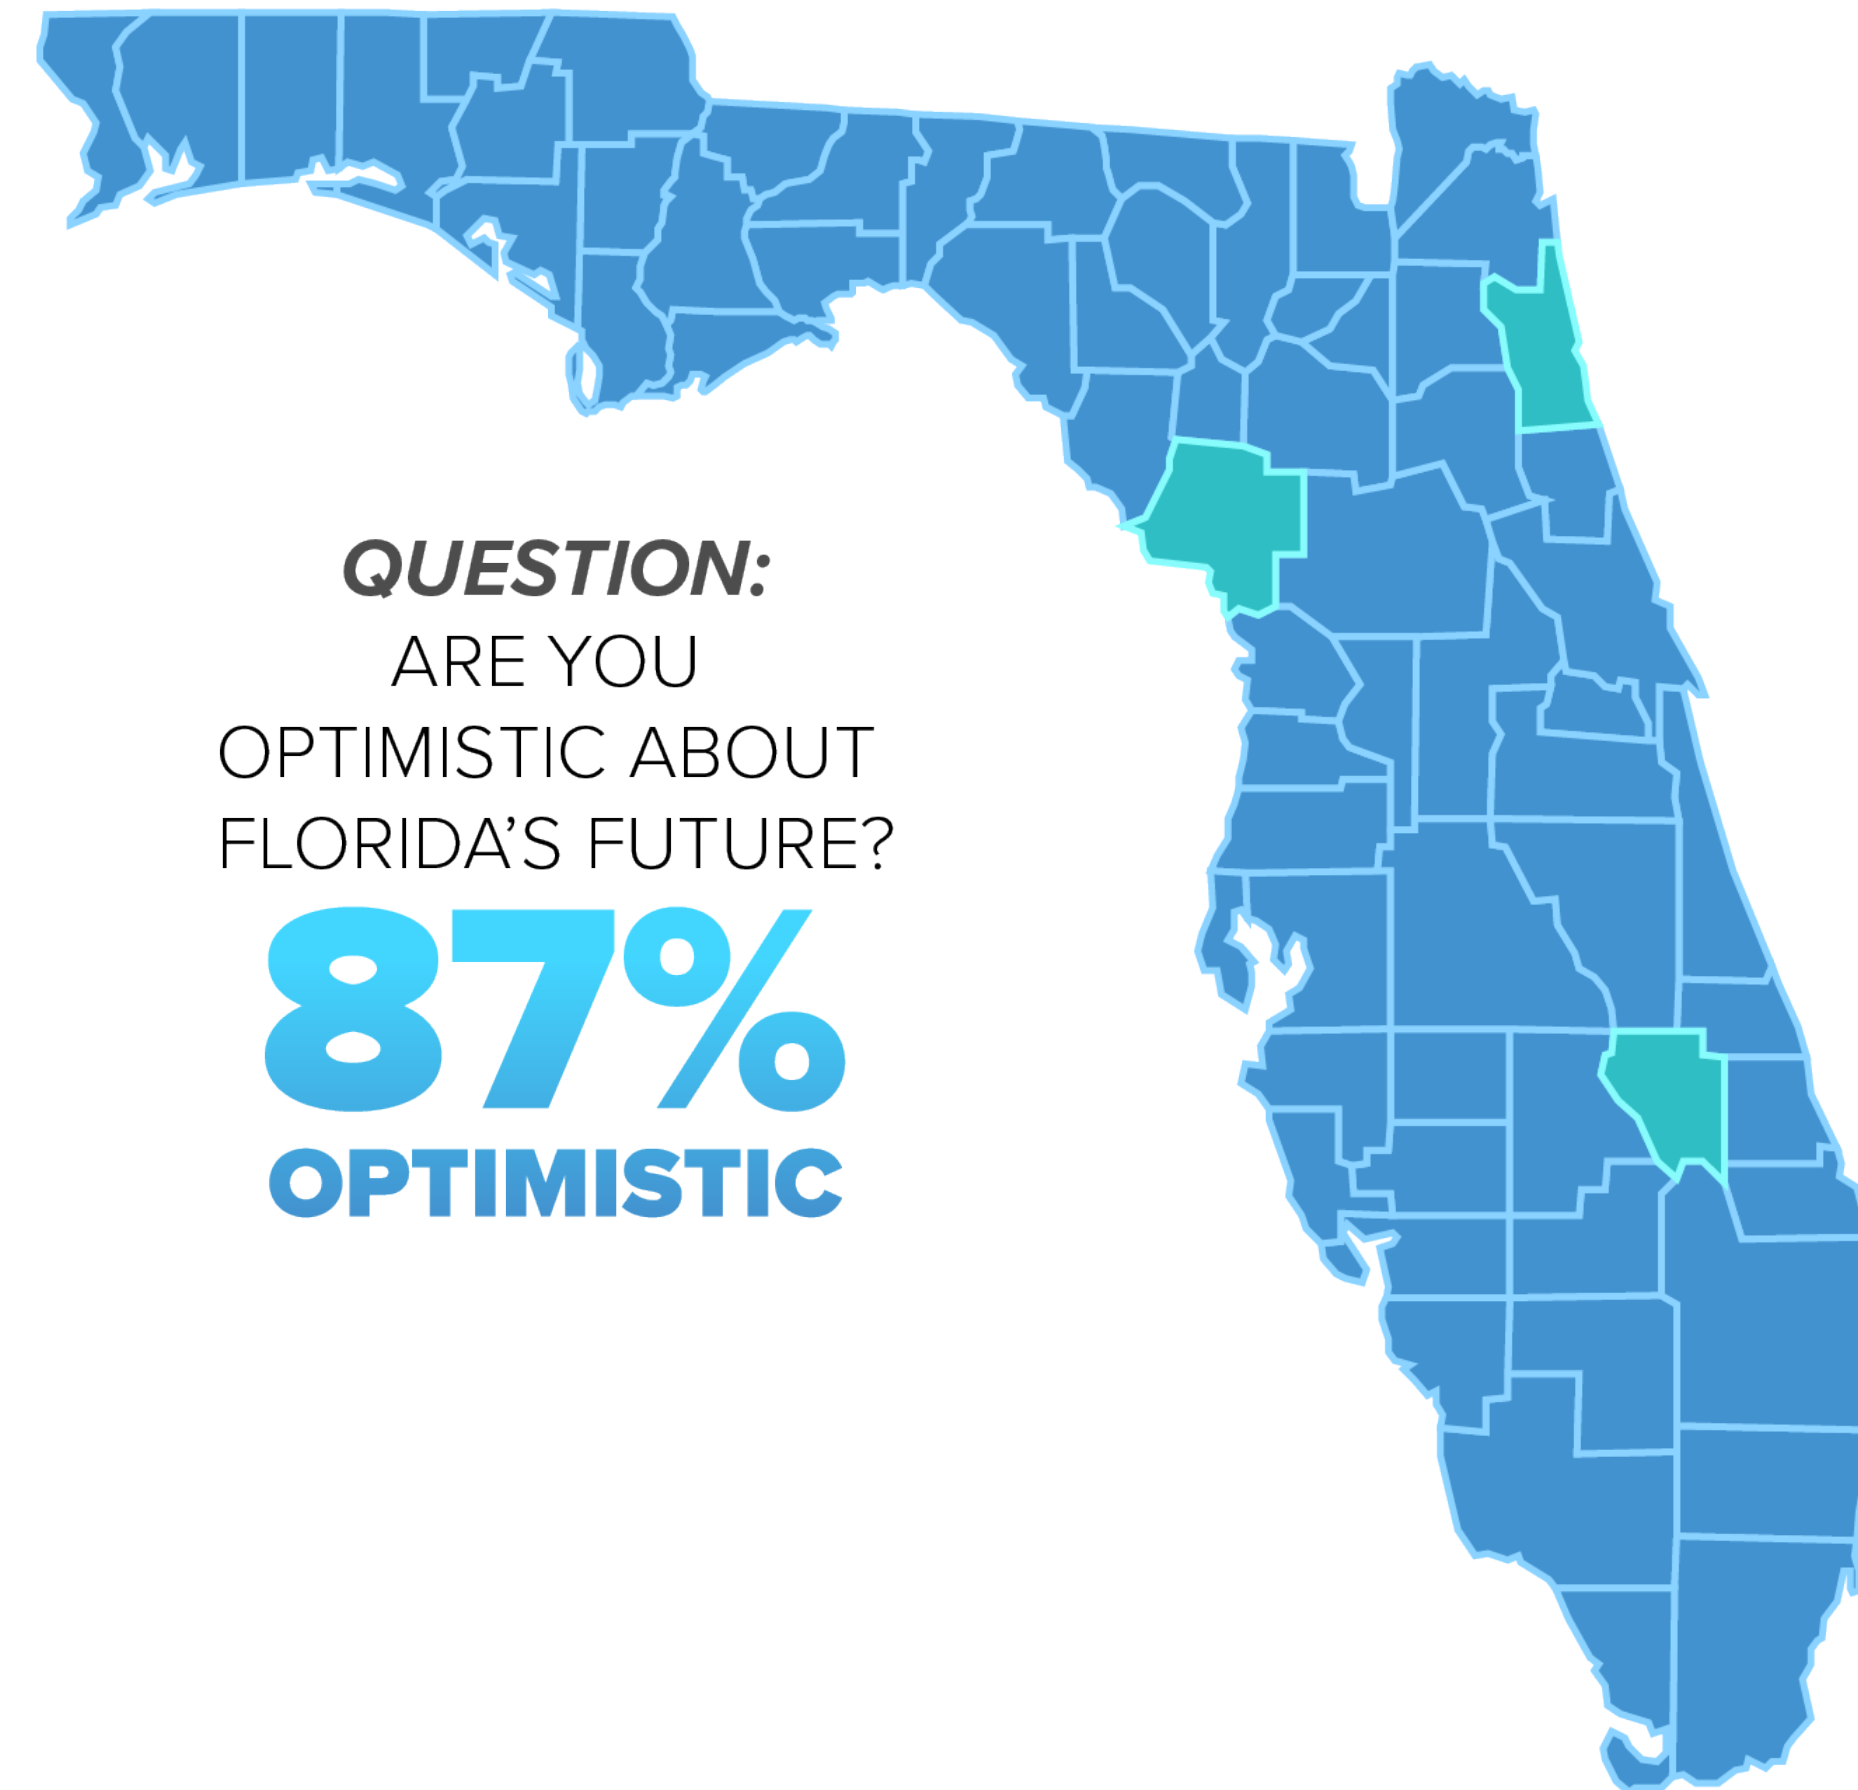 QUESTION:
ARE YOU
OPTIMISTIC ABOUT
FLORIDA’S FUTURE?
87%
OPTIMISTIC